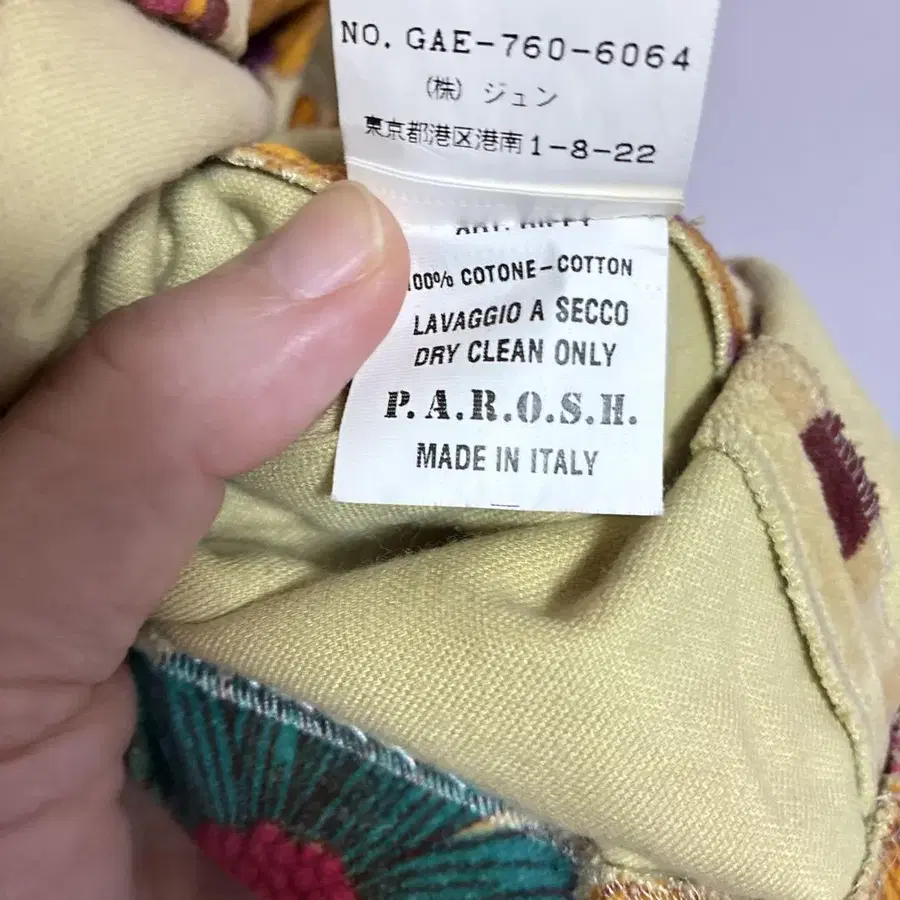 NO. GAE-760-6064
(株) ジュン
東京都港区港南1-8-22
100% COTONE-COTTON
LAVAGGIO A SECCO
DRY CLEAN ONLY
P.A.R.O.S.H.
MADE IN ITALY